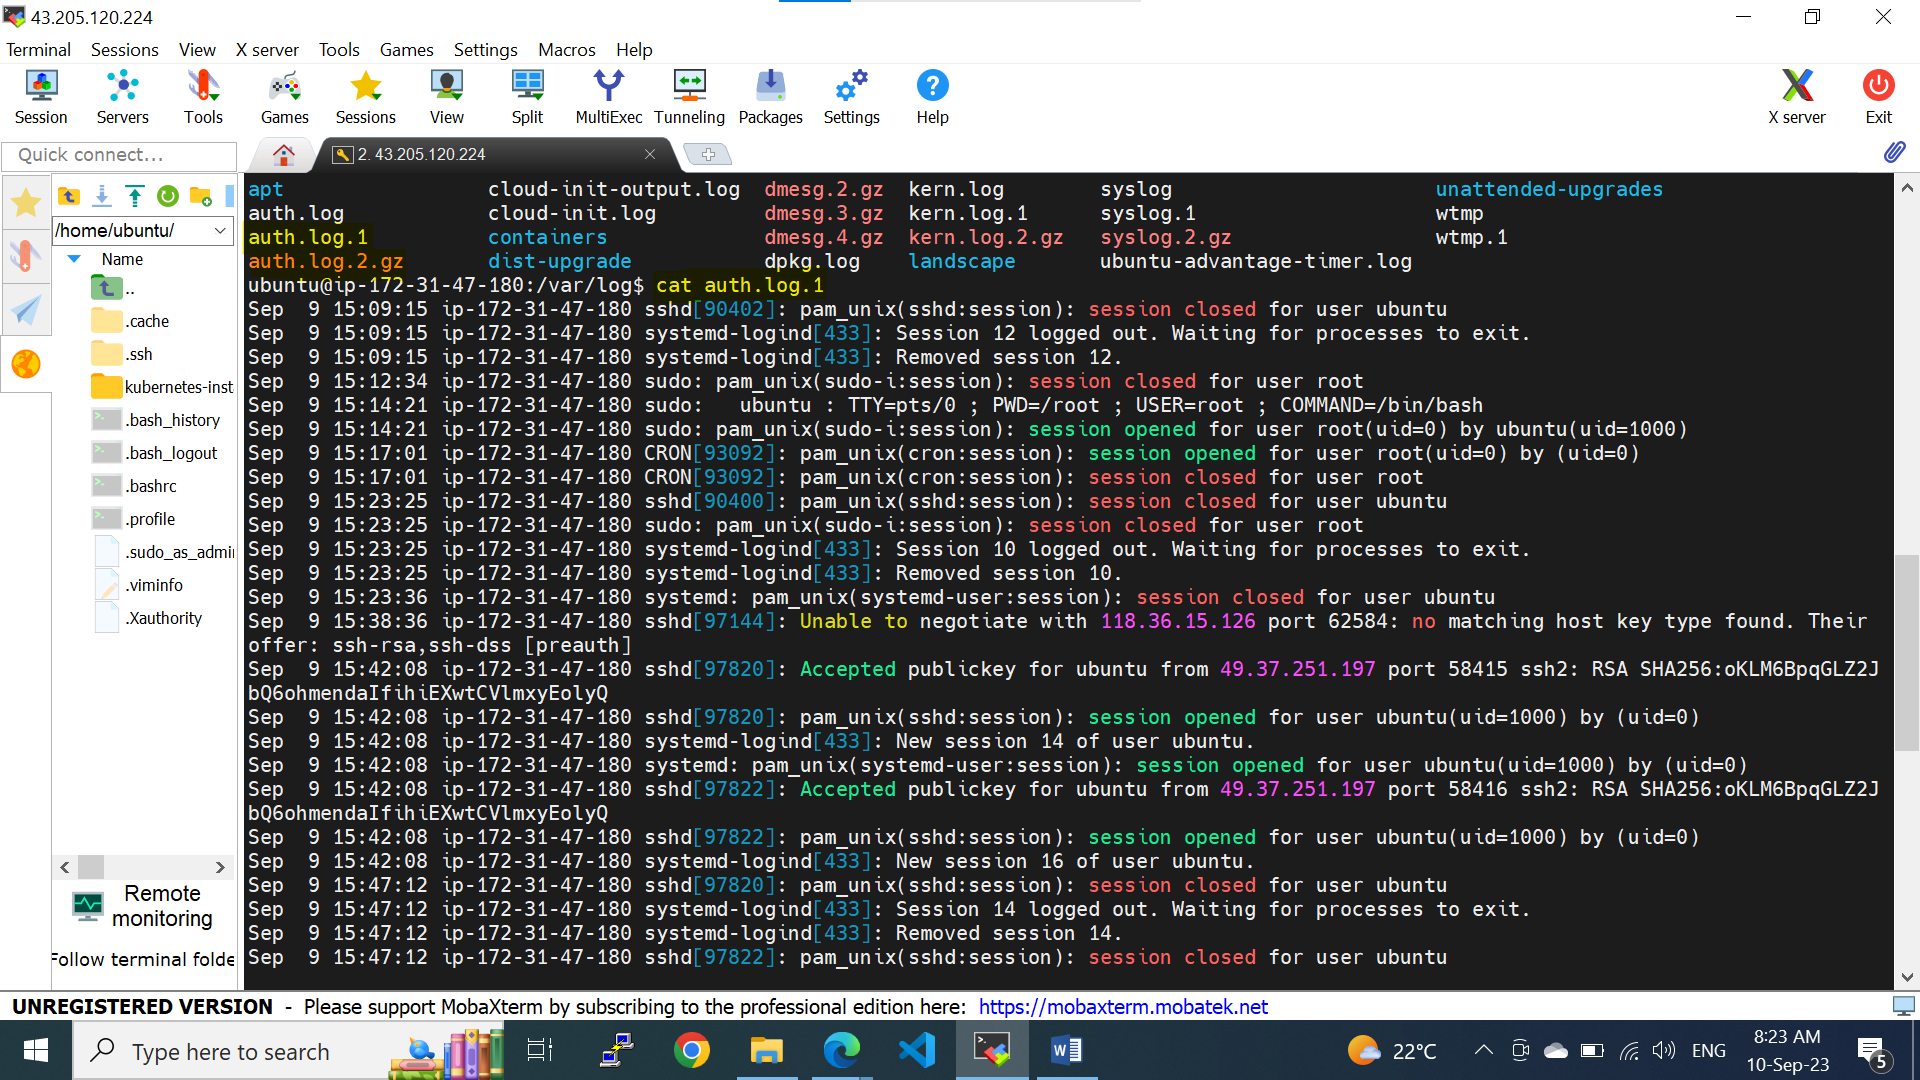 43.205.120.224
Terminal Sessions View X server Tools Games Settings Macros Help
Session Servers Tools Games Sessions View Split MultiExec Tunneling Packages Settings Help X server Exit
Quick connect...
2. 43.205.120.224
/home/ubuntu/
Name
..
.cache
.ssh
kubernetes-inst
.bash_history
.bash_logout
.bashrc
.profile
.sudo_as_admi
.viminfo
.Xauthority
Remote
monitoring
Follow terminal folde
apt cloud-init-output.log dmesg.2.gz kern.log syslog unattended-upgrades
auth.log cloud-init.log dmesg.3.gz kern.log.1 syslog.1 wtmp
auth.log.1 containers dmesg.4.gz kern.log.2.gz syslog.2.gz wtmp.1
auth.log.2.gz dist-upgrade dpkg.log landscape ubuntu-advantage-timer.log
ubuntu@ip-172-31-47-180:/var/log$ cat auth.log.1
Sep  9 15:09:15 ip-172-31-47-180 sshd[90402]: pam_unix(sshd:session): session closed for user ubuntu
Sep  9 15:09:15 ip-172-31-47-180 systemd-logind[433]: Session 12 logged out. Waiting for processes to exit.
Sep  9 15:09:15 ip-172-31-47-180 systemd-logind[433]: Removed session 12.
Sep  9 15:12:34 ip-172-31-47-180 sudo: pam_unix(sudo-i:session): session closed for user root
Sep  9 15:14:21 ip-172-31-47-180 sudo:   ubuntu : TTY=pts/0 ; PWD=/root ; USER=root ; COMMAND=/bin/bash
Sep  9 15:14:21 ip-172-31-47-180 sudo: pam_unix(sudo-i:session): session opened for user root(uid=0) by ubuntu(uid=1000)
Sep  9 15:17:01 ip-172-31-47-180 CRON[93092]: pam_unix(cron:session): session opened for user root(uid=0) by (uid=0)
Sep  9 15:17:01 ip-172-31-47-180 CRON[93092]: pam_unix(cron:session): session closed for user root
Sep  9 15:23:25 ip-172-31-47-180 sshd[90400]: pam_unix(sshd:session): session closed for user ubuntu
Sep  9 15:23:25 ip-172-31-47-180 sudo: pam_unix(sudo-i:session): session closed for user root
Sep  9 15:23:25 ip-172-31-47-180 systemd-logind[433]: Session 10 logged out. Waiting for processes to exit.
Sep  9 15:23:25 ip-172-31-47-180 systemd-logind[433]: Removed session 10.
Sep  9 15:23:36 ip-172-31-47-180 systemd: pam_unix(systemd-user:session): session closed for user ubuntu
Sep  9 15:38:36 ip-172-31-47-180 sshd[97144]: Unable to negotiate with 118.36.15.126 port 62584: no matching host key type found. Their
offer: ssh-rsa,ssh-dss [preauth]
Sep  9 15:42:08 ip-172-31-47-180 sshd[97820]: Accepted publickey for ubuntu from 49.37.251.197 port 58415 ssh2: RSA SHA256:oKLM6BpqGLZ2J
bQ6ohmendaIfihiEXwtCVlmxyEolyQ
Sep  9 15:42:08 ip-172-31-47-180 sshd[97820]: pam_unix(sshd:session): session opened for user ubuntu(uid=1000) by (uid=0)
Sep  9 15:42:08 ip-172-31-47-180 systemd-logind[433]: New session 14 of user ubuntu.
Sep  9 15:42:08 ip-172-31-47-180 systemd: pam_unix(systemd-user:session): session opened for user ubuntu(uid=1000) by (uid=0)
Sep  9 15:42:08 ip-172-31-47-180 sshd[97822]: Accepted publickey for ubuntu from 49.37.251.197 port 58416 ssh2: RSA SHA256:oKLM6BpqGLZ2J
bQ6ohmendaIfihiEXwtCVlmxyEolyQ
Sep  9 15:42:08 ip-172-31-47-180 sshd[97822]: pam_unix(sshd:session): session opened for user ubuntu(uid=1000) by (uid=0)
Sep  9 15:42:08 ip-172-31-47-180 systemd-logind[433]: New session 16 of user ubuntu.
Sep  9 15:47:12 ip-172-31-47-180 sshd[97820]: pam_unix(sshd:session): session closed for user ubuntu
Sep  9 15:47:12 ip-172-31-47-180 systemd-logind[433]: Session 14 logged out. Waiting for processes to exit.
Sep  9 15:47:12 ip-172-31-47-180 systemd-logind[433]: Removed session 14.
Sep  9 15:47:12 ip-172-31-47-180 sshd[97822]: pam_unix(sshd:session): session closed for user ubuntu
UNREGISTERED VERSION - Please support MobaXterm by subscribing to the professional edition here: https://mobaxterm.mobatek.net
Type here to search
22°C
ENG
8:23 AM
10-Sep-23
5